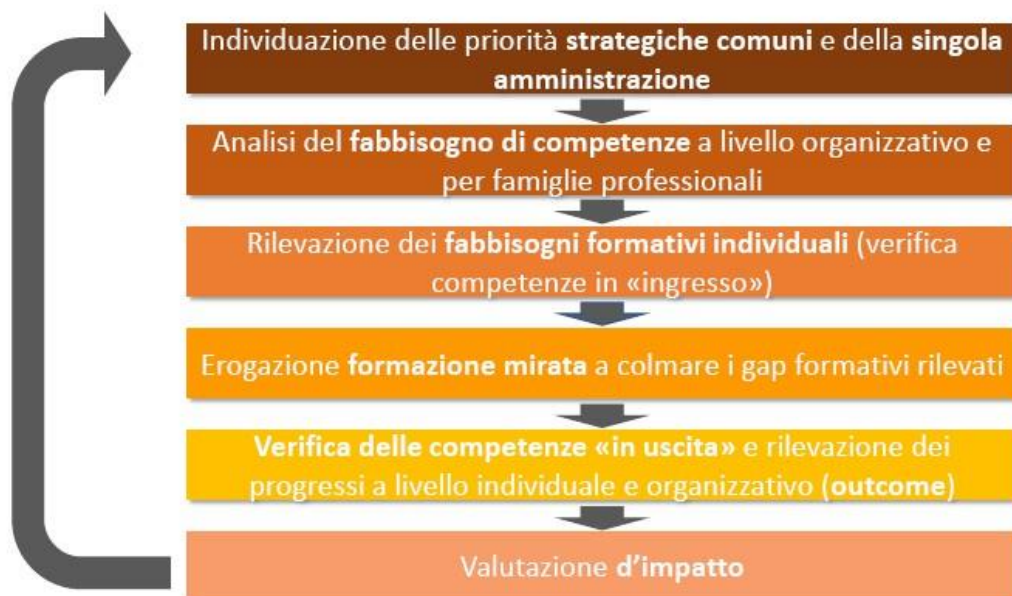 Individuazione delle priorità strategiche comuni e della singola
amministrazione
Analisi del fabbisogno di competenze a livello organizzativo e
per famiglie professionali
Rilevazione dei fabbisogni formativi individuali (verifica
competenze in «ingresso»)
Erogazione formazione mirata a colmare i gap formativi rilevati
Verifica delle competenze «in uscita» e rilevazione dei
progressi a livello individuale e organizzativo (outcome)
Valutazione d'impatto